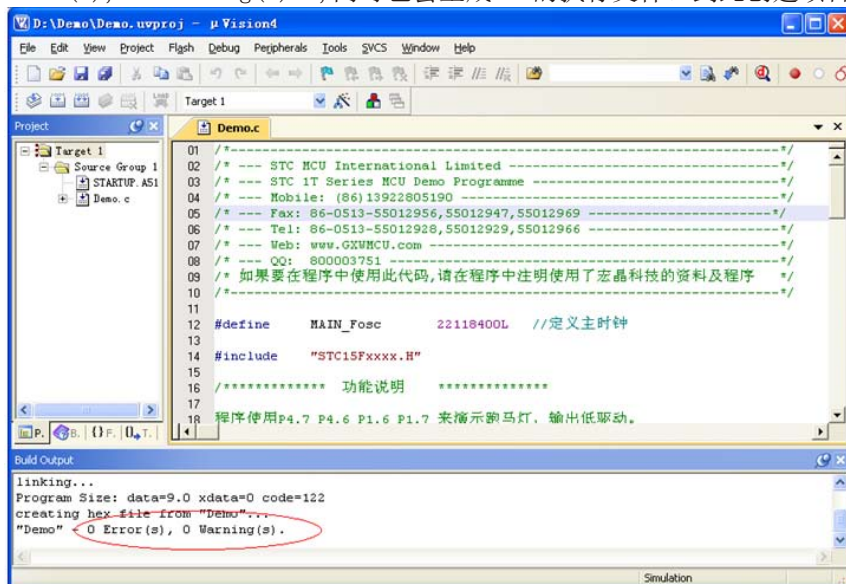 D:\Demo\Demo.uvproj - µVision4
File Edit View Project Flash Debug Peripherals Tools SVCS Window Help
Target 1
Project
Demo.c
Target 1
Source Group 1
STARTUP.A51
Demo.c
01 /*---------------------------------------------------------------------*/
02 /* --- STC MCU International Limited ----------------------------------*/
03 /* --- STC 1T Series MCU Demo Programme -------------------------------*/
04 /* --- Mobile: (86)13922805190 ----------------------------------------*/
05 /* --- Fax: 86-0513-55012956,55012947,55012969 ------------------------*/
06 /* --- Tel: 86-0513-55012928,55012929,55012966 ------------------------*/
07 /* --- Web: www.GXWMCU.com --------------------------------------------*/
08 /* --- QQ: 800003751 --------------------------------------------------*/
09 /* 如果要在程序中使用此代码,请在程序中注明使用了宏晶科技的资料及程序 */
10 /*---------------------------------------------------------------------*/
11
12 #define MAIN_Fosc 22118400L //定义主时钟
13
14 #include "STC15Fxxxx.H"
15
16 /************* 功能说明 **************
17
18 程序使用P4.7 P4.6 P1.6 P1.7 来演示跑马灯, 输出低驱动。
P. B. {} F. 0 T.
Build Output
linking...
Program Size: data=9.0 xdata=0 code=122
creating hex file from "Demo"...
"Demo" - 0 Error(s), 0 Warning(s).
Simulation